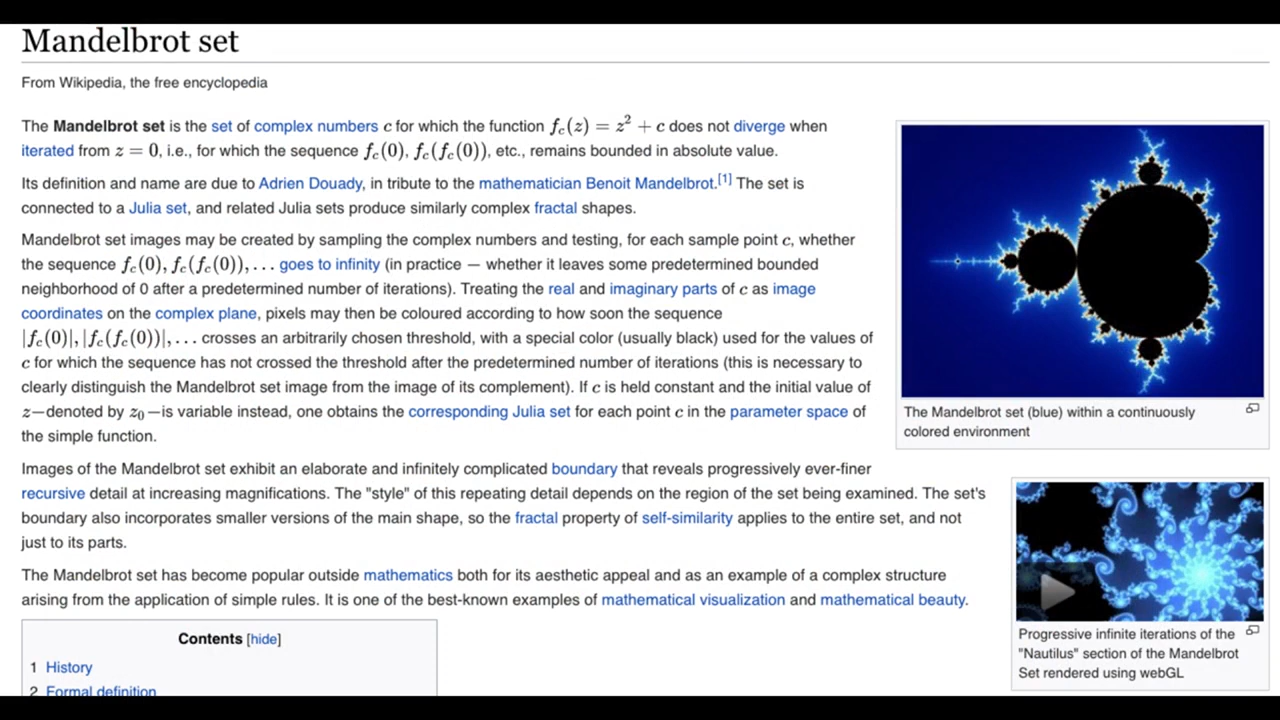 Mandelbrot set
From Wikipedia, the free encyclopedia
The Mandelbrot set is the set of complex numbers c for which the function f_c(z) = z² + c does not diverge when
iterated from z = 0, i.e., for which the sequence f_c(0), f_c(f_c(0)), etc., remains bounded in absolute value.
Its definition and name are due to Adrien Douady, in tribute to the mathematician Benoit Mandelbrot.[1] The set is
connected to a Julia set, and related Julia sets produce similarly complex fractal shapes.
Mandelbrot set images may be created by sampling the complex numbers and testing, for each sample point c, whether
the sequence f_c(0), f_c(f_c(0)), . . . goes to infinity (in practice — whether it leaves some predetermined bounded
neighborhood of 0 after a predetermined number of iterations). Treating the real and imaginary parts of c as image
coordinates on the complex plane, pixels may then be coloured according to how soon the sequence
|f_c(0)|, |f_c(f_c(0))|, . . . crosses an arbitrarily chosen threshold, with a special color (usually black) used for the values of
c for which the sequence has not crossed the threshold after the predetermined number of iterations (this is necessary to
clearly distinguish the Mandelbrot set image from the image of its complement). If c is held constant and the initial value of
z—denoted by z₀—is variable instead, one obtains the corresponding Julia set for each point c in the parameter space of
the simple function.
Images of the Mandelbrot set exhibit an elaborate and infinitely complicated boundary that reveals progressively ever-finer
recursive detail at increasing magnifications. The "style" of this repeating detail depends on the region of the set being examined. The set's
boundary also incorporates smaller versions of the main shape, so the fractal property of self-similarity applies to the entire set, and not
just to its parts.
The Mandelbrot set has become popular outside mathematics both for its aesthetic appeal and as an example of a complex structure
arising from the application of simple rules. It is one of the best-known examples of mathematical visualization and mathematical beauty.
Contents [hide]
1 History
2 Formal definition
The Mandelbrot set (blue) within a continuously
colored environment
Progressive infinite iterations of the
"Nautilus" section of the Mandelbrot
Set rendered using webGL